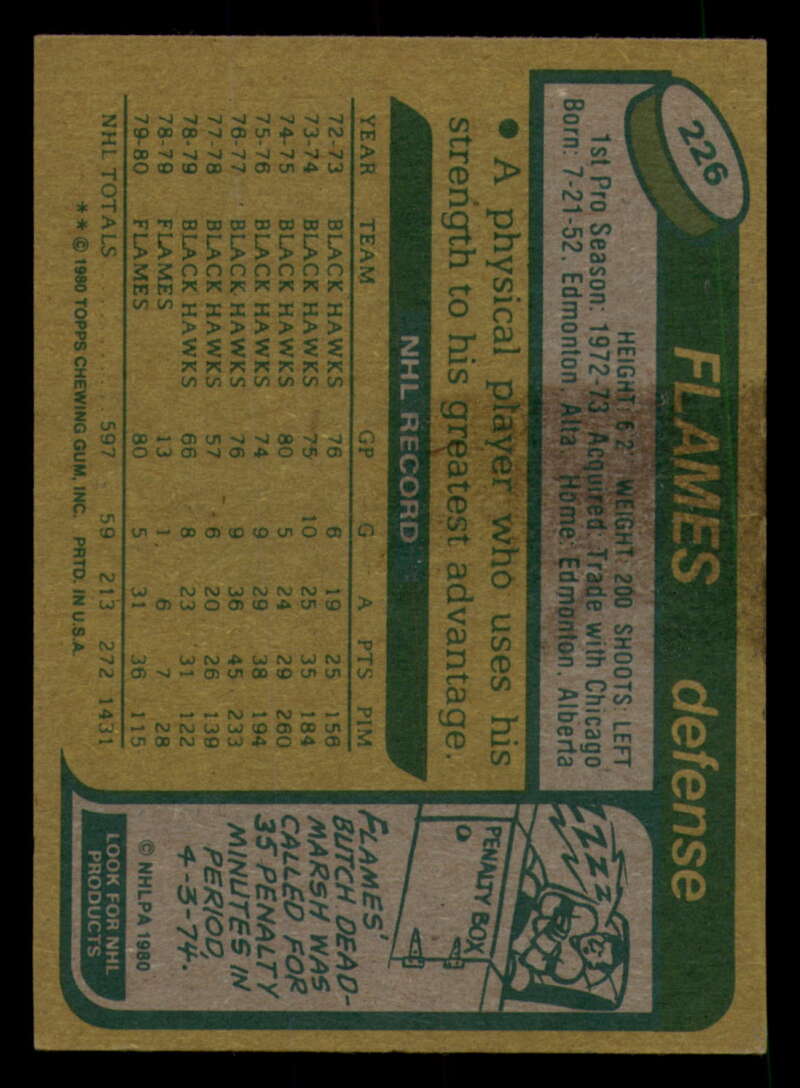 226
FLAMES defense
HEIGHT: 6'2" WEIGHT: 200 SHOOTS: LEFT
1st Pro Season: 1972-73 Acquired: Trade with Chicago
Born: 7-21-52, Edmonton, Alta. Home: Edmonton, Alberta
• A physical player who uses his
strength to his greatest advantage.
NHL RECORD
YEAR TEAM GP G A PTS PIM
72-73 BLACK HAWKS 76 6 19 25 156
73-74 BLACK HAWKS 75 10 25 35 184
74-75 BLACK HAWKS 80 5 24 29 260
75-76 BLACK HAWKS 74 9 29 38 194
76-77 BLACK HAWKS 76 9 36 45 233
77-78 BLACK HAWKS 57 6 20 26 139
78-79 BLACK HAWKS 66 8 23 31 122
78-79 FLAMES 13 1 6 7 28
79-80 FLAMES 80 5 31 36 115
NHL TOTALS . . . . . . . . . . . 597 59 213 272 1431
** © 1980 TOPPS CHEWING GUM, INC. PRTD. IN U.S.A.
ZZZZ
PENALTY BOX
FLAMES'
BUTCH DEAD-
MARSH WAS
CALLED FOR
35 PENALTY
MINUTES IN
PERIOD,
4-3-74.
© NHLPA 1980
LOOK FOR NHL
PRODUCTS